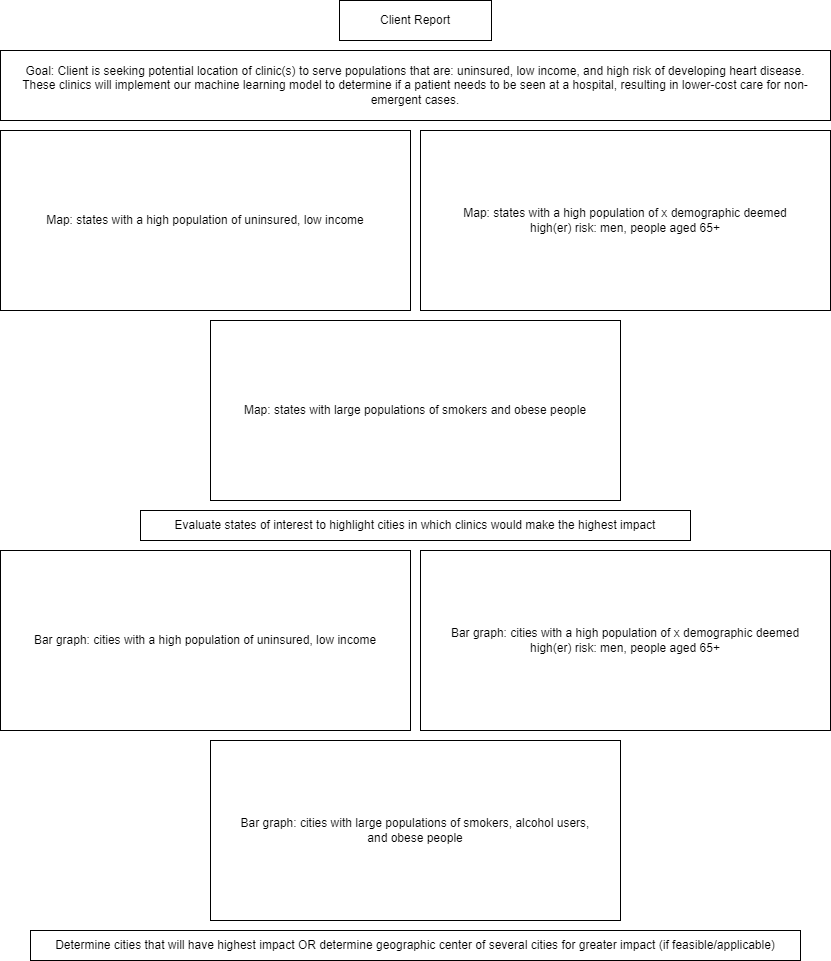 Client Report
Goal: Client is seeking potential location of clinic(s) to serve populations that are: uninsured, low income, and high risk of developing heart disease.
These clinics will implement our machine learning model to determine if a patient needs to be seen at a hospital, resulting in lower-cost care for non-
emergent cases.
Map: states with a high population of uninsured, low income
Map: states with a high population of x demographic deemed
high(er) risk: men, people aged 65+
Map: states with large populations of smokers and obese people
Evaluate states of interest to highlight cities in which clinics would make the highest impact
Bar graph: cities with a high population of uninsured, low income
Bar graph: cities with a high population of x demographic deemed
high(er) risk: men, people aged 65+
Bar graph: cities with large populations of smokers, alcohol users,
and obese people
Determine cities that will have highest impact OR determine geographic center of several cities for greater impact (if feasible/applicable)